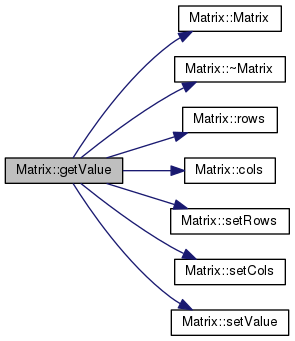 Matrix::Matrix
Matrix::~Matrix
Matrix::rows
Matrix::getValue
Matrix::cols
Matrix::setRows
Matrix::setCols
Matrix::setValue